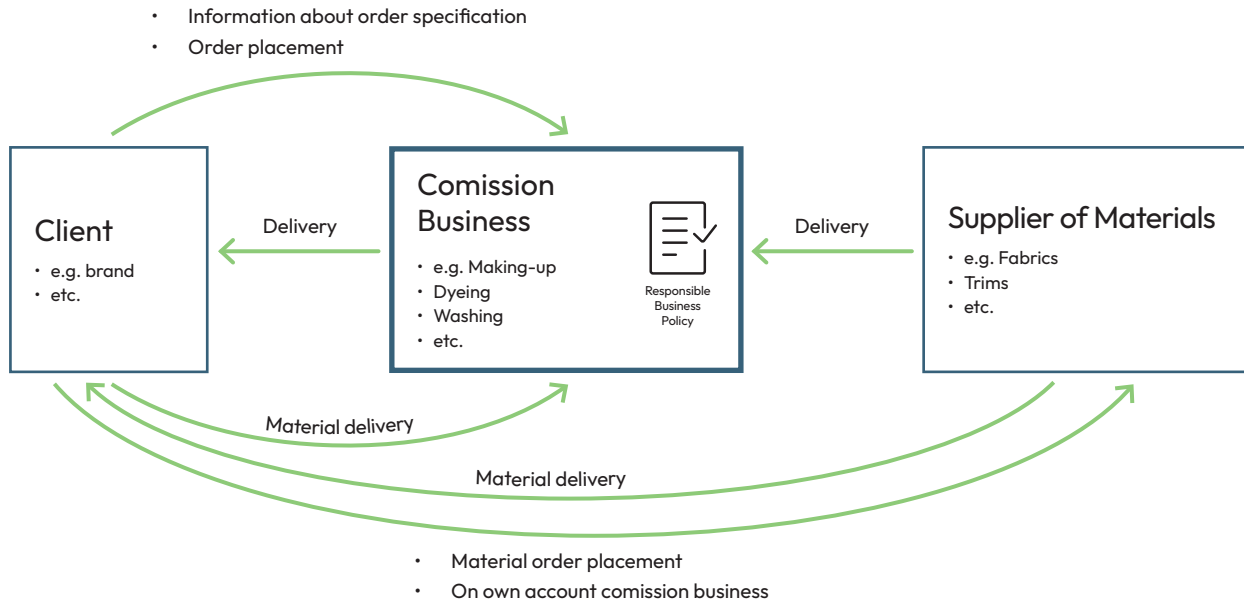 • Information about order specification
• Order placement
Client
• e.g. brand
• etc.
Delivery
Comission
Business
• e.g. Making-up
• Dyeing
• Washing
• etc.
Responsible
Business
Policy
Delivery
Supplier of Materials
• e.g. Fabrics
• Trims
• etc.
Material delivery
Material delivery
• Material order placement
• On own account comission business